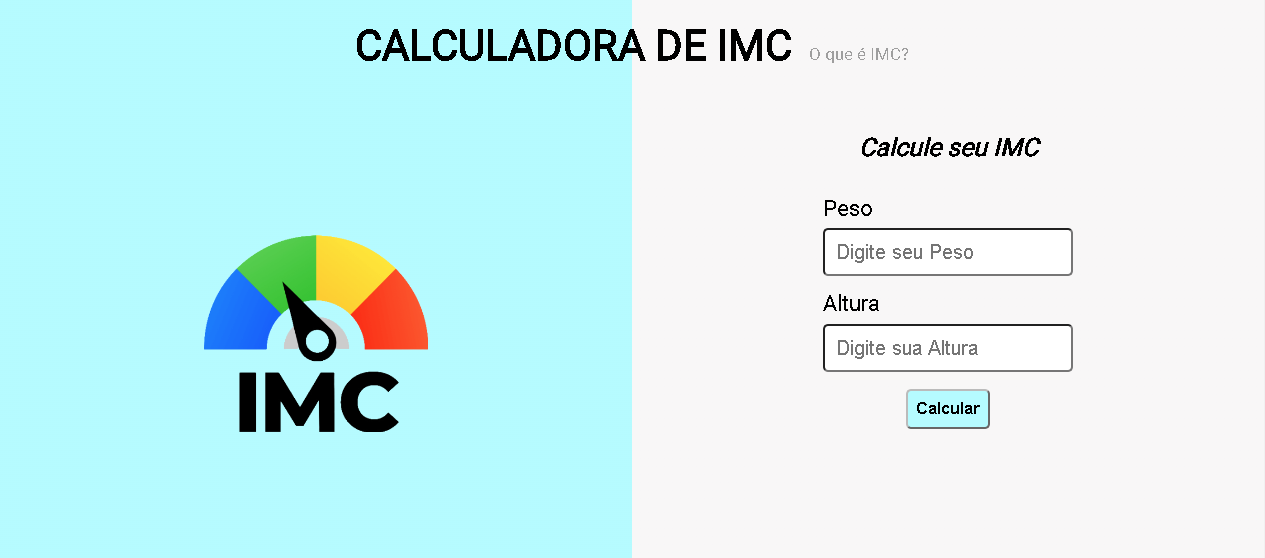 CALCULADORA DE IMC O que é IMC?
IMC
Calcule seu IMC
Peso
Digite seu Peso
Altura
Digite sua Altura
Calcular